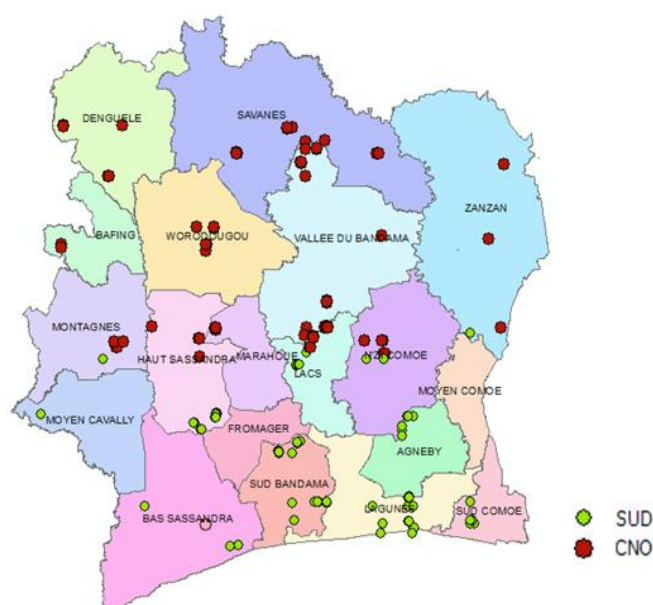 SAVANES
DENGUELE
ZANZAN
BAFING
WORODOUGOU
VALLEE DU BANDAMA
MONTAGNES
HAUT SASSANDRA
MARAHOUE
N'ZI COMOE
LACS
MOYEN COMOE
MOYEN CAVALLY
FROMAGER
AGNEBY
SUD BANDAMA
LAGUNES
SUD COMOE
BAS SASSANDRA
SUD
CNO